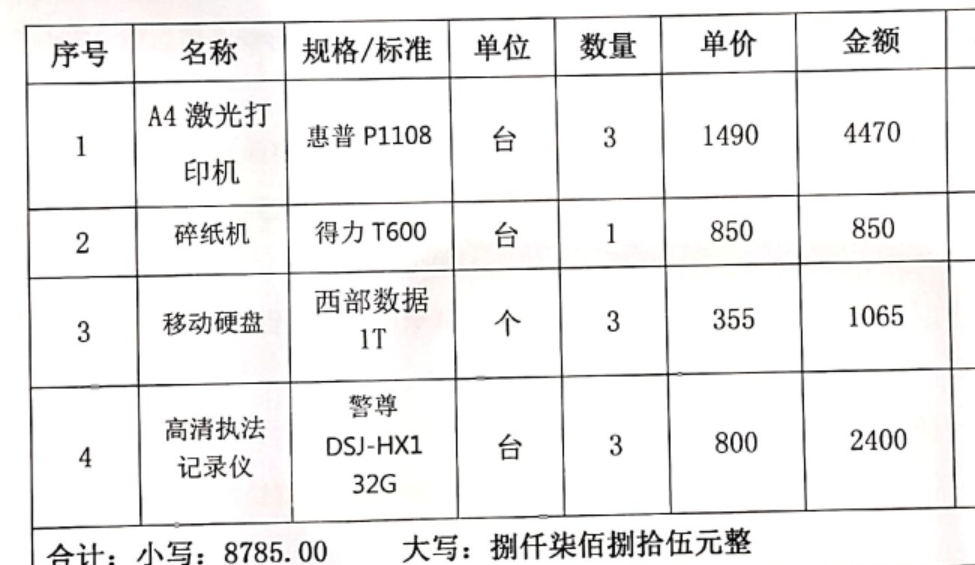 序号 名称 规格/标准 单位 数量 单价 金额
1 A4 激光打印机 惠普 P1108 台 3 1490 4470
2 碎纸机 得力 T600 台 1 850 850
3 移动硬盘 西部数据 1T 个 3 355 1065
4 高清执法记录仪 警尊 DSJ-HX1 32G 台 3 800 2400
合计：小写：8785.00 大写：捌仟柒佰捌拾伍元整